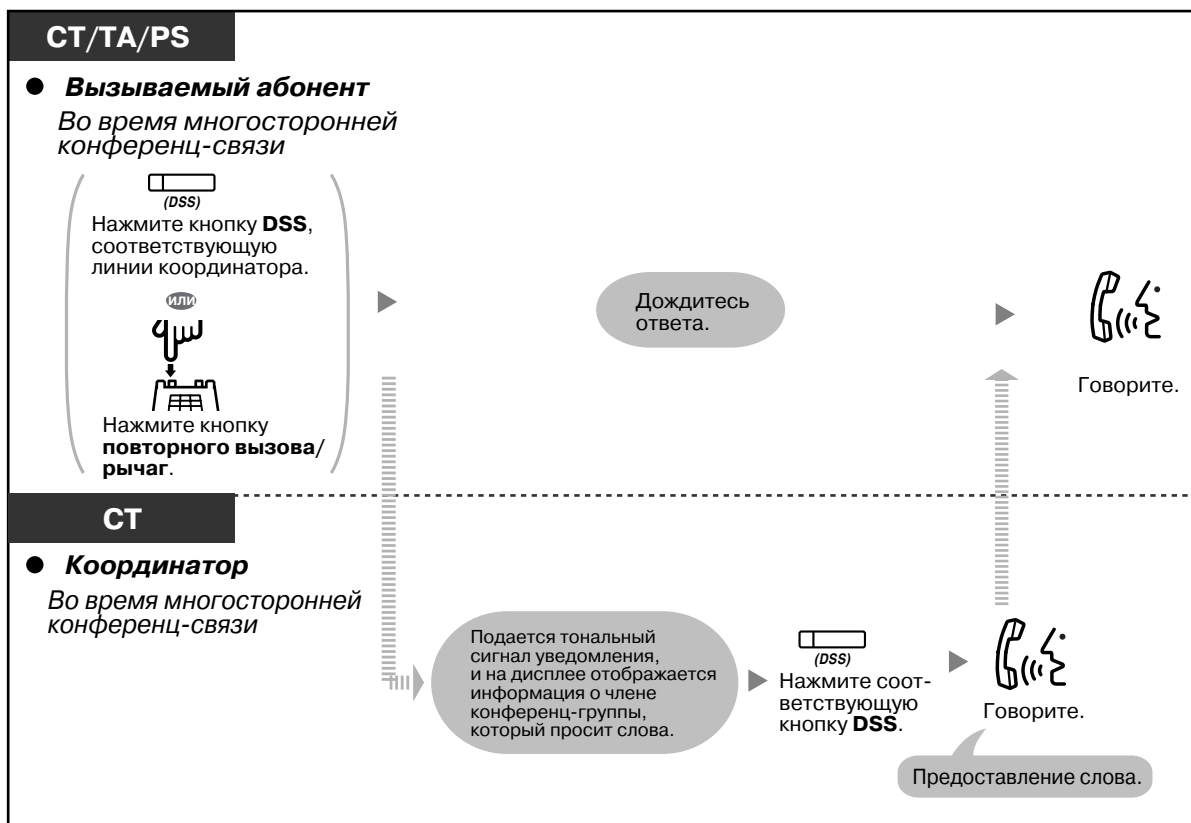 CT/TA/PS
● Вызываемый абонент
Во время многосторонней
конференц-связи
(DSS)
Нажмите кнопку DSS,
соответствующую
линии координатора.
или
Нажмите кнопку
повторного вызова/
рычаг.
Дождитесь
ответа.
Говорите.
CT
● Координатор
Во время многосторонней
конференц-связи
Подается тональный
сигнал уведомления,
и на дисплее отображается
информация о члене
конференц-группы,
который просит слова.
(DSS)
Нажмите соот-
ветствующую
кнопку DSS.
Говорите.
Предоставление слова.